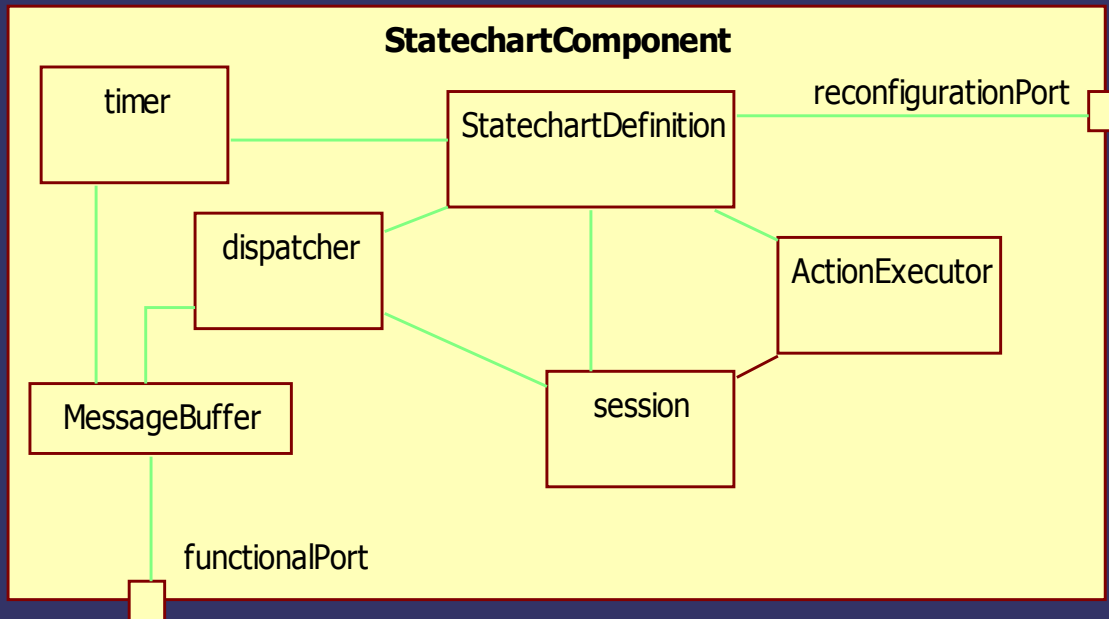 StatechartComponent
timer
StatechartDefinition
reconfigurationPort
dispatcher
ActionExecutor
session
MessageBuffer
functionalPort